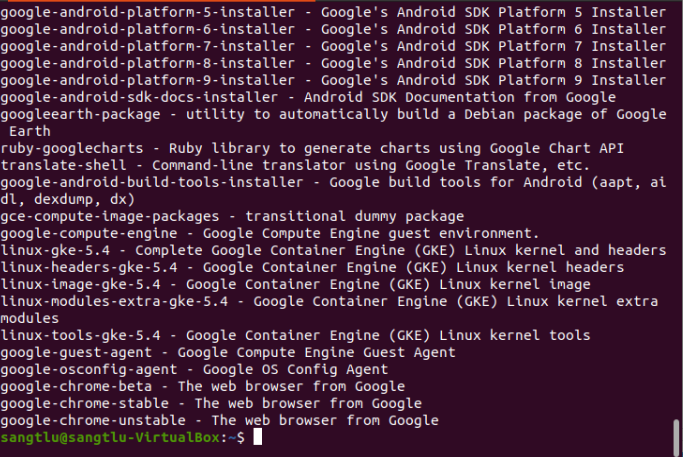 google-android-platform-5-installer - Google's Android SDK Platform 5 Installer
google-android-platform-6-installer - Google's Android SDK Platform 6 Installer
google-android-platform-7-installer - Google's Android SDK Platform 7 Installer
google-android-platform-8-installer - Google's Android SDK Platform 8 Installer
google-android-platform-9-installer - Google's Android SDK Platform 9 Installer
google-android-sdk-docs-installer - Android SDK Documentation from Google
googleearth-package - utility to automatically build a Debian package of Google
 Earth
ruby-googlecharts - Ruby library to generate charts using Google Chart API
translate-shell - Command-line translator using Google Translate, etc.
google-android-build-tools-installer - Google build tools for Android (aapt, ai
dl, dexdump, dx)
gce-compute-image-packages - transitional dummy package
google-compute-engine - Google Compute Engine guest environment.
linux-gke-5.4 - Complete Google Container Engine (GKE) Linux kernel and headers
linux-headers-gke-5.4 - Google Container Engine (GKE) Linux kernel headers
linux-image-gke-5.4 - Google Container Engine (GKE) Linux kernel image
linux-modules-extra-gke-5.4 - Google Container Engine (GKE) Linux kernel extra
modules
linux-tools-gke-5.4 - Google Container Engine (GKE) Linux kernel tools
google-guest-agent - Google Compute Engine Guest Agent
google-osconfig-agent - Google OS Config Agent
google-chrome-beta - The web browser from Google
google-chrome-stable - The web browser from Google
google-chrome-unstable - The web browser from Google
sangtlu@sangtlu-VirtualBox:~$